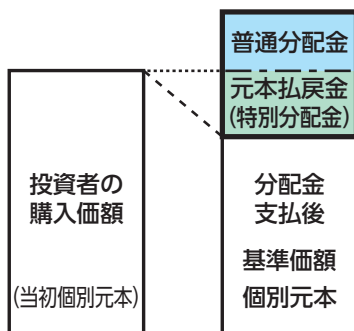 普通分配金
元本払戻金
(特別分配金)
投資者の
購入価額
(当初個別元本)
分配金
支払後
基準価額
個別元本